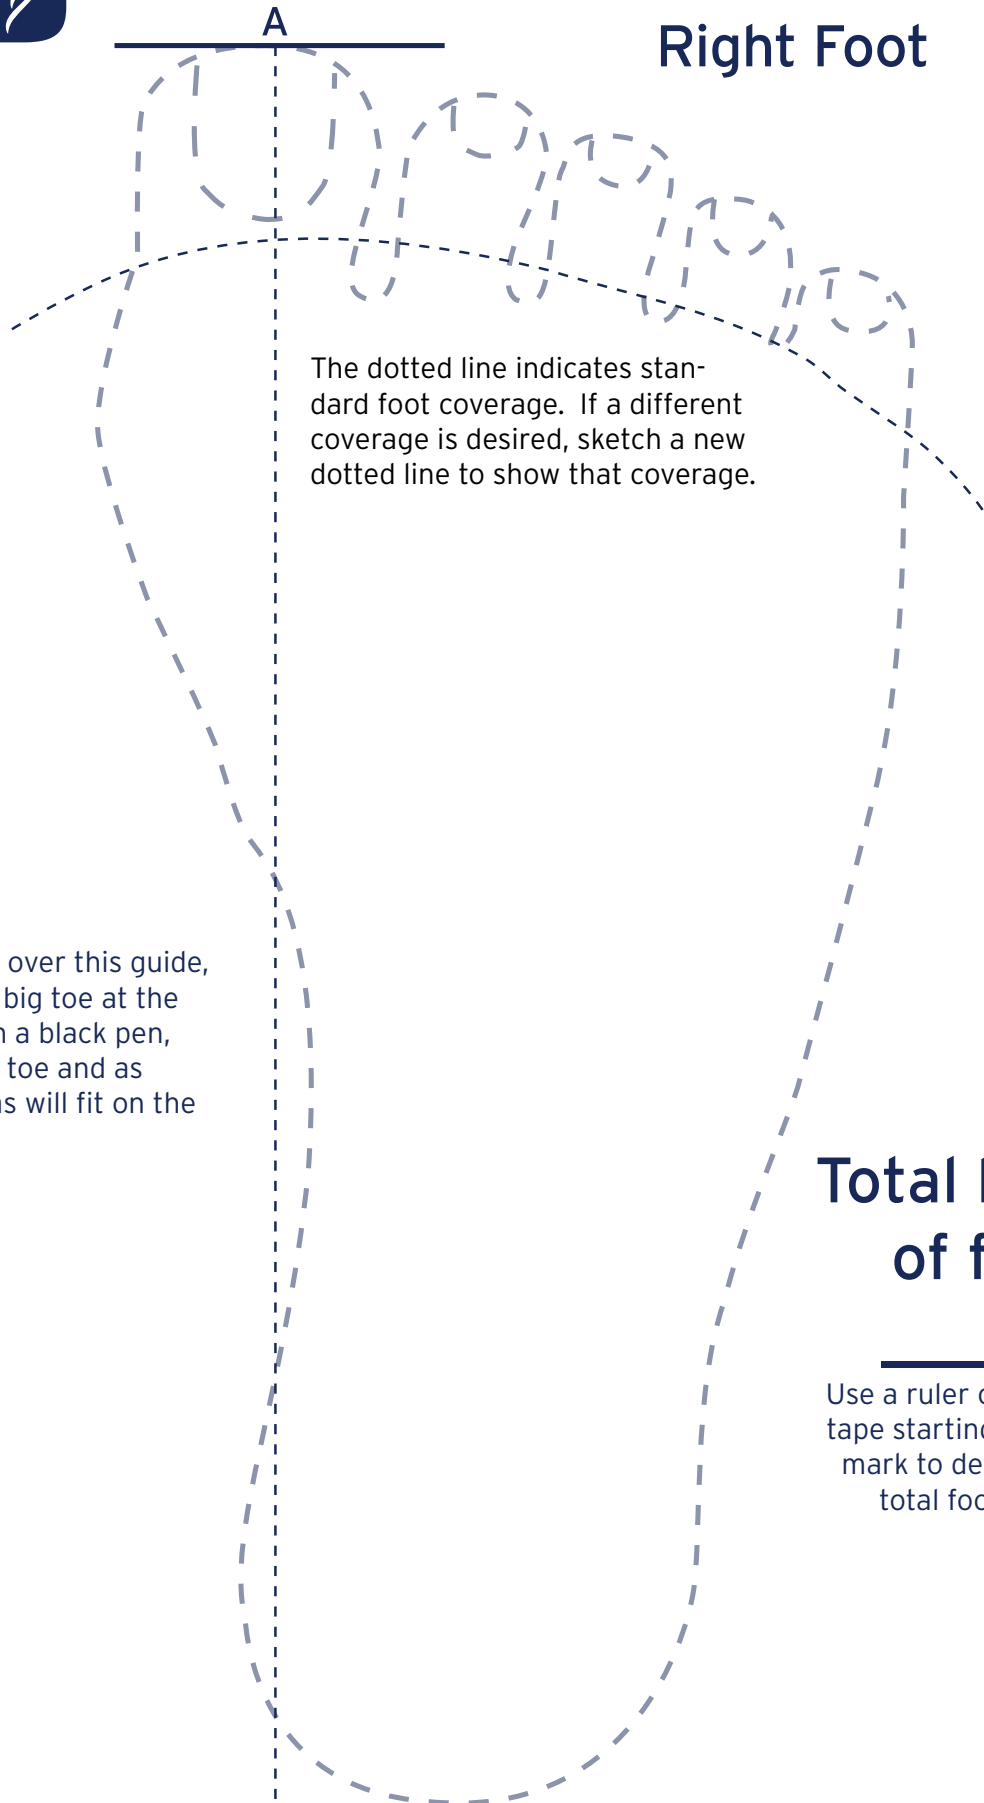 A
Right Foot
The dotted line indicates stan-
dard foot coverage.  If a different
coverage is desired, sketch a new
dotted line to show that coverage.
over this guide,
big toe at the
a black pen,
toe and as
will fit on the
Total
of
Use a ruler
tape starting
mark to
total